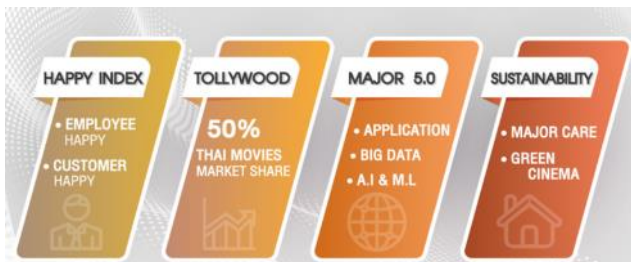 HAPPY INDEX
• EMPLOYEE
HAPPY
• CUSTOMER
HAPPY
TOLLYWOOD
50%
THAI MOVIES
MARKET SHARE
MAJOR 5.0
• APPLICATION
• BIG DATA
• A.I & M.L
SUSTAINABILITY
• MAJOR CARE
• GREEN
CINEMA